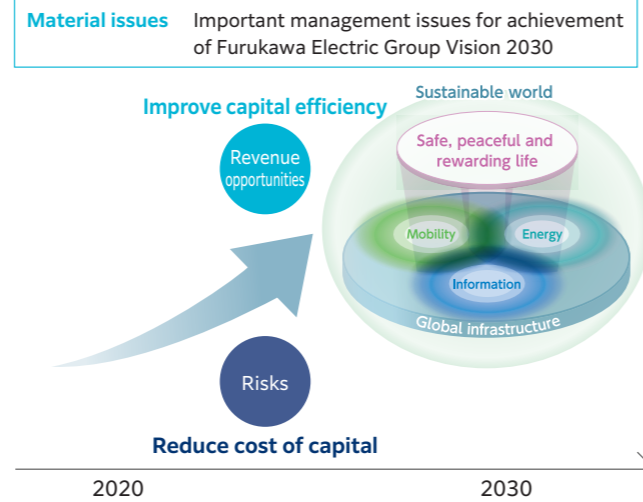 Material issues
Important management issues for achievement
of Furukawa Electric Group Vision 2030
Sustainable world
Improve capital efficiency
Revenue
opportunities
Safe, peaceful and
rewarding life
Mobility
Energy
Information
Global infrastructure
Risks
Reduce cost of capital
2020
2030